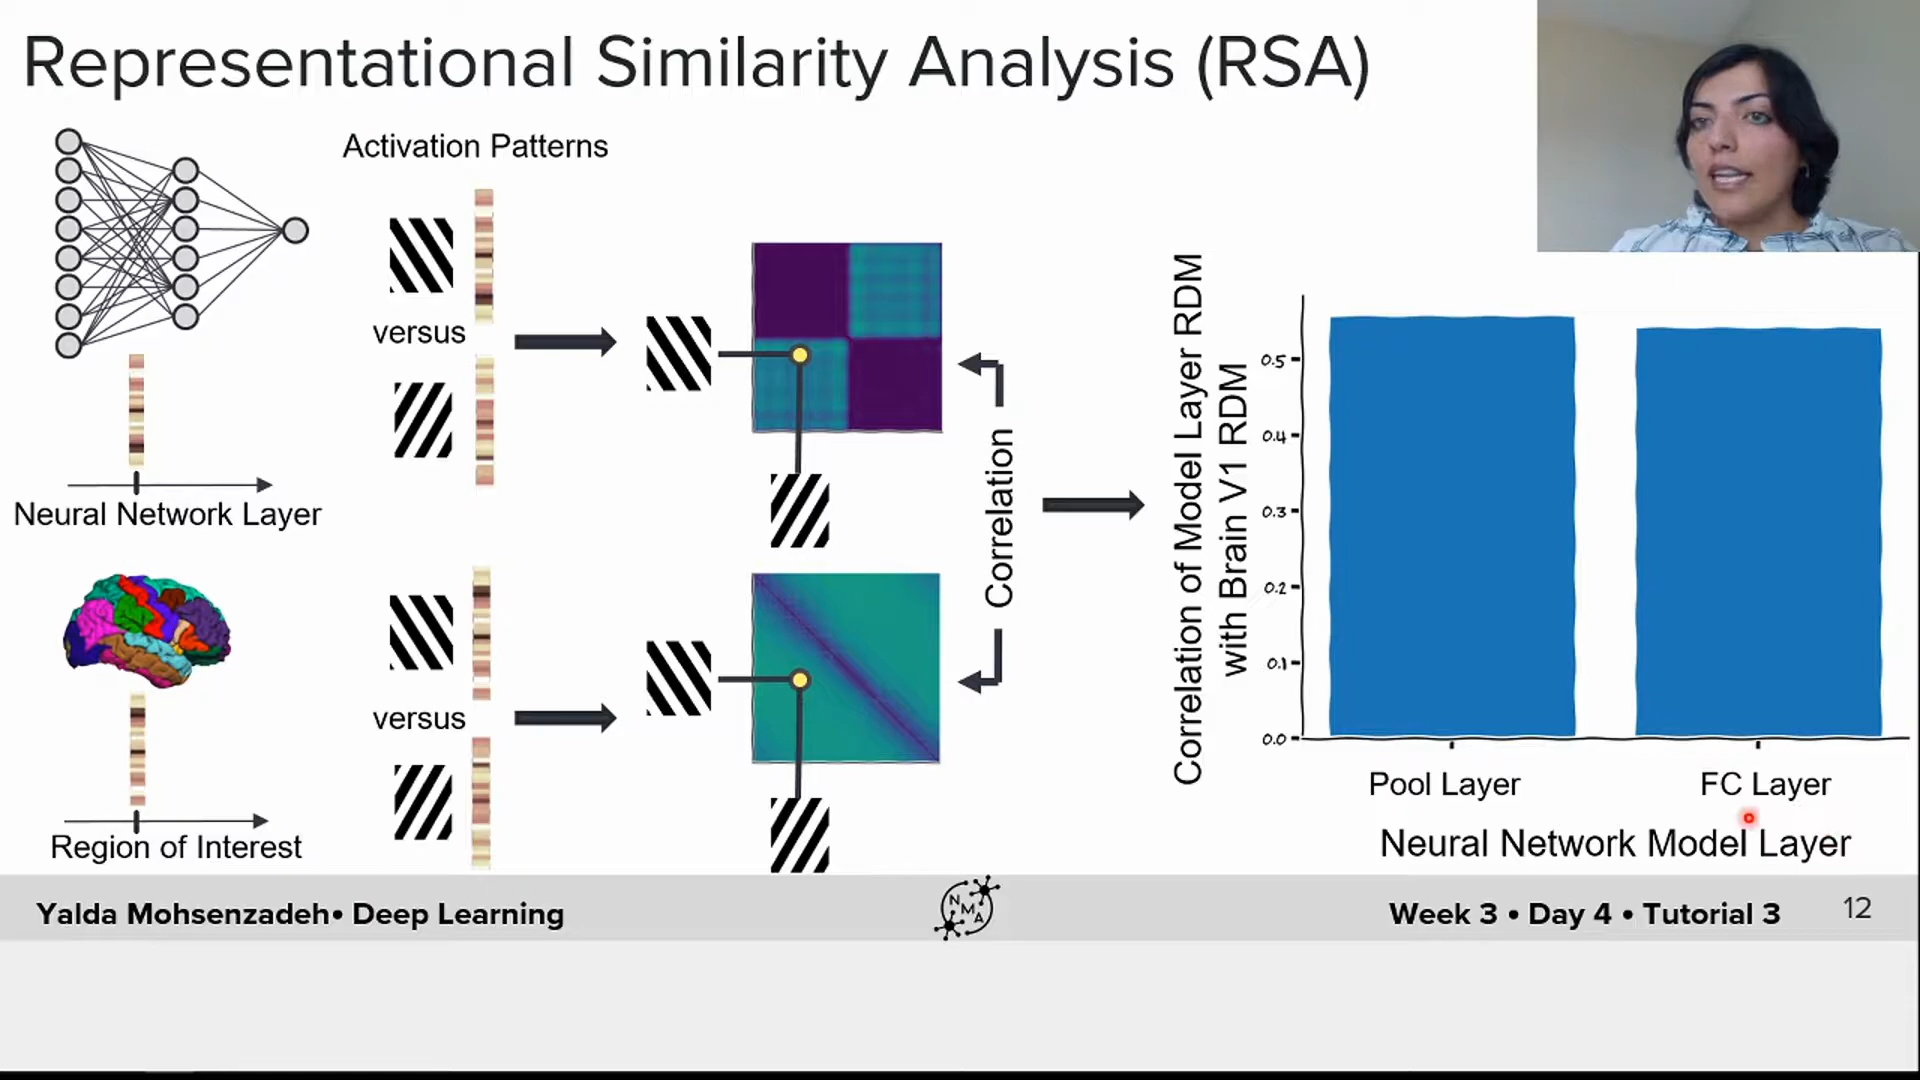 Representational Similarity Analysis (RSA)
Activation Patterns
versus
Neural Network Layer
versus
Region of Interest
Correlation
Correlation of Model Layer RDM
with Brain V1 RDM
0.5
0.4
0.3
0.2
0.1
0.0
Pool Layer
FC Layer
Neural Network Model Layer
Yalda Mohsenzadeh• Deep Learning
NMA
Week 3 • Day 4 • Tutorial 3
12